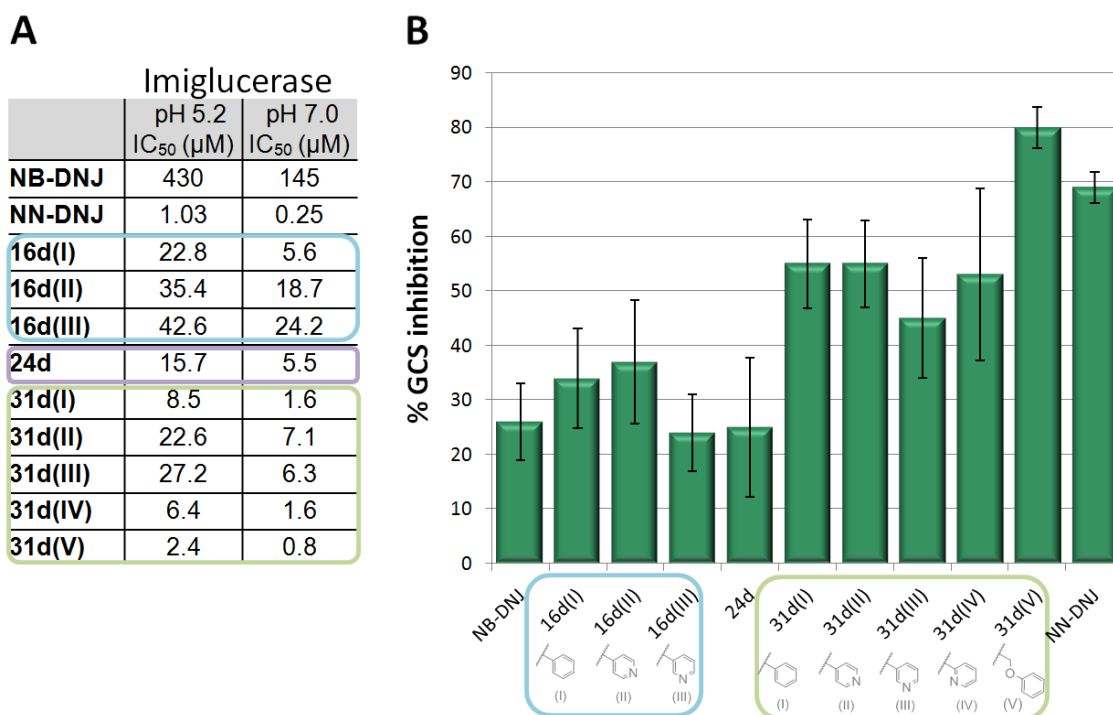 A
Imiglucerase
pH 5.2 pH 7.0
IC₅₀ (µM) IC₅₀ (µM)
NB-DNJ 430 145
NN-DNJ 1.03 0.25
16d(I) 22.8 5.6
16d(II) 35.4 18.7
16d(III) 42.6 24.2
24d 15.7 5.5
31d(I) 8.5 1.6
31d(II) 22.6 7.1
31d(III) 27.2 6.3
31d(IV) 6.4 1.6
31d(V) 2.4 0.8
B
% GCS inhibition
90
80
70
60
50
40
30
20
10
0
NB-DNJ 16d(I) 16d(II) 16d(III) 24d 31d(I) 31d(II) 31d(III) 31d(IV) 31d(V) NN-DNJ
N N N N N O
(I) (II) (III) (I) (II) (III) (IV) (V)